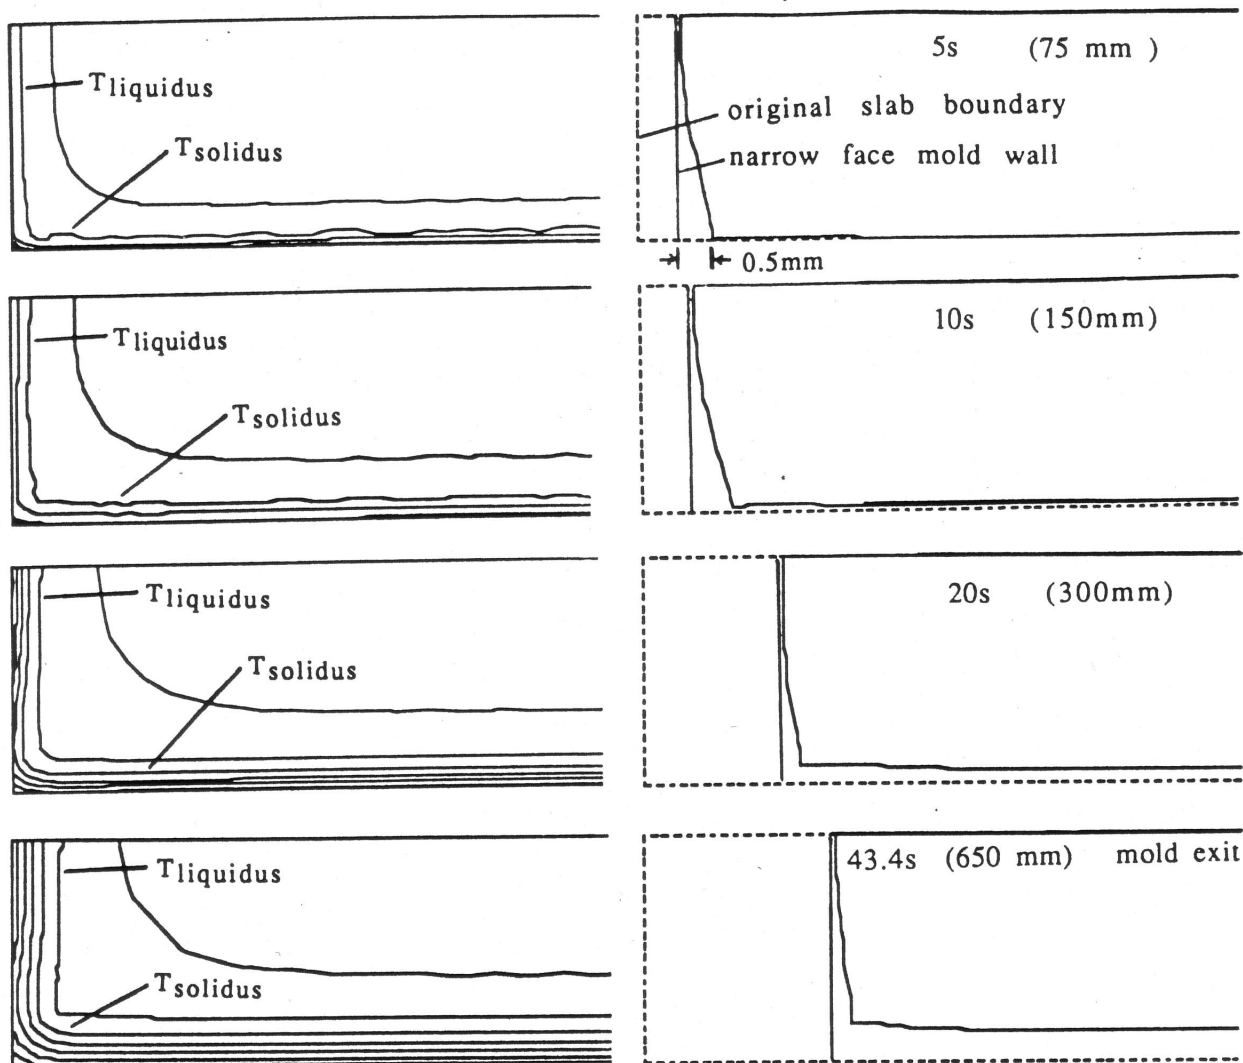 Tliquidus
Tsolidus
5s (75 mm )
original slab boundary
narrow face mold wall
0.5mm
Tliquidus
Tsolidus
10s (150mm)
Tliquidus
Tsolidus
20s (300mm)
Tliquidus
Tsolidus
43.4s (650 mm) mold exit